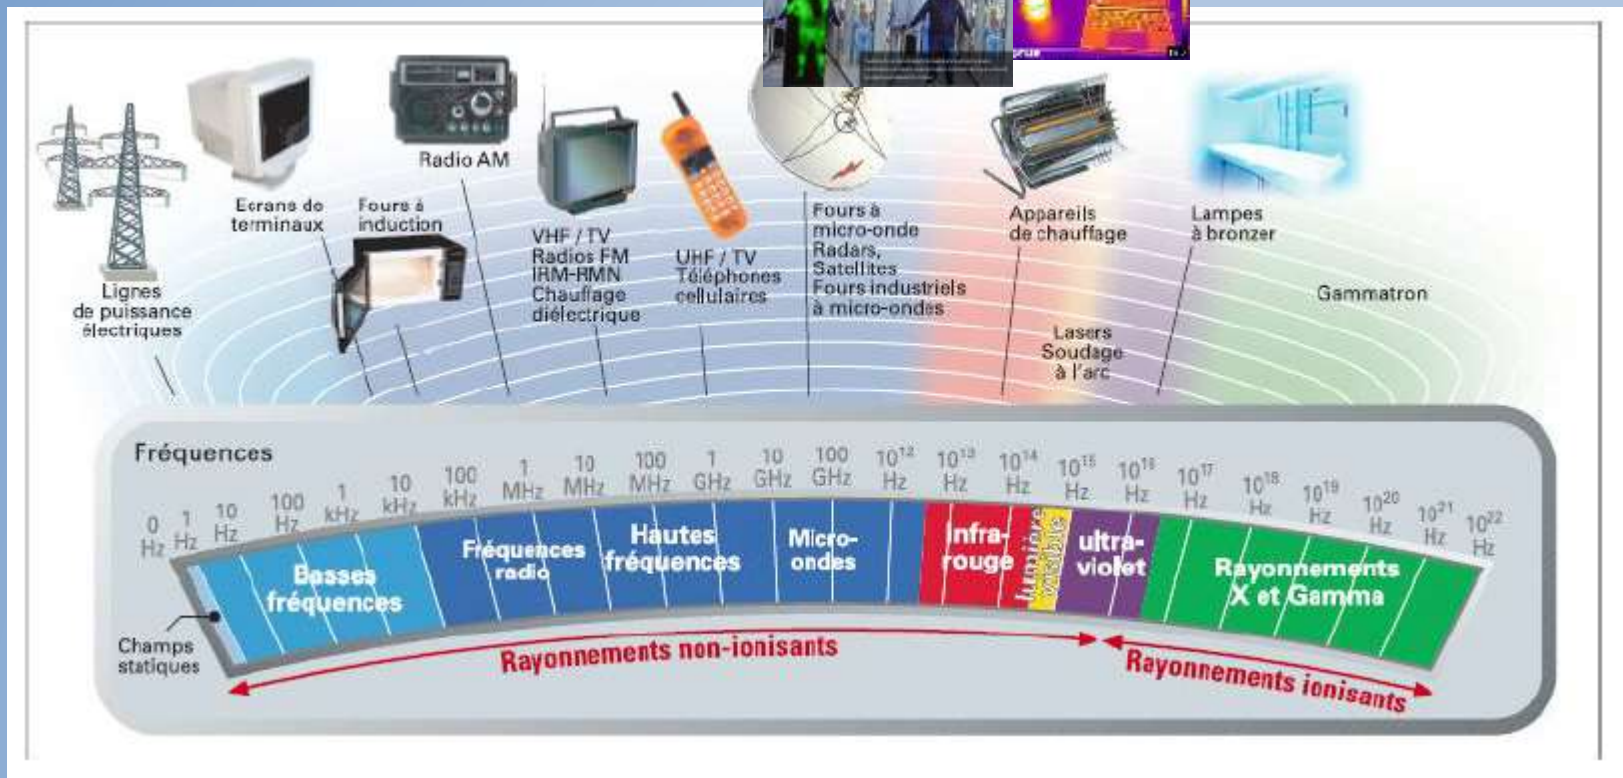 Radio AM
Ecrans de
terminaux
Fours à
induction
VHF / TV
Radios FM
IRM-RMN
Chauffage
diélectrique
UHF / TV
Téléphones
cellulaires
Fours à
micro-onde
Radars,
Satellites
Fours industriels
à micro-ondes
Appareils
de chauffage
Lampes
à bronzer
Lignes
de puissance
électriques
Gammatron
Lasers
Soudage
à l'arc
Fréquences
0 Hz
1 Hz
10 Hz
100 Hz
1 kHz
10 kHz
100 kHz
1 MHz
10 MHz
100 MHz
1 GHz
10 GHz
100 GHz
10¹² Hz
10¹³ Hz
10¹⁴ Hz
10¹⁵ Hz
10¹⁶ Hz
10¹⁷ Hz
10¹⁸ Hz
10¹⁹ Hz
10²⁰ Hz
10²¹ Hz
10²² Hz
Basses
fréquences
Fréquences
radio
Hautes
fréquences
Micro-
ondes
Infra-
rouge
lumière
visible
ultra-
violet
Rayonnements
X et Gamma
Champs
statiques
Rayonnements non-ionisants
Rayonnements ionisants